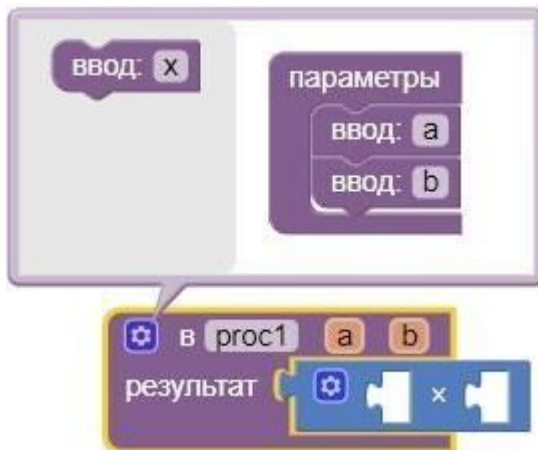 ввод: x
параметры
ввод: a
ввод: b
в proc1 a b
результат
×